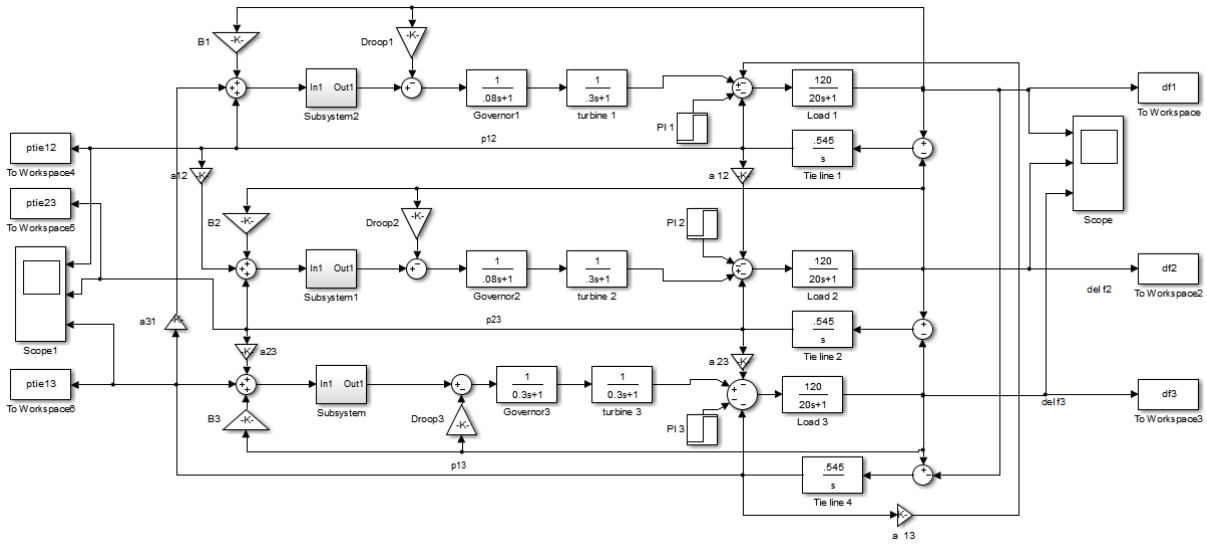 B1
-K-
Droop1
-K-
In1 Out1
Subsystem2
1
.08s+1
Governor1
1
.3s+1
turbine 1
PI 1
120
20s+1
Load 1
df1
To Workspace
p12
ptie12
To Workspace4
a12
-K-
.545
s
Tie line 1
a 12
-K-
Scope
ptie23
To Workspace5
B2
-K-
Droop2
-K-
PI 2
In1 Out1
Subsystem1
1
.08s+1
Governor2
1
.3s+1
turbine 2
120
20s+1
Load 2
df2
To Workspace2
del f2
Scope1
a31
-K-
p23
.545
s
Tie line 2
a23
-K-
a 23
-K-
ptie13
To Workspace6
In1 Out1
Subsystem
1
0.3s+1
Governor3
1
0.3s+1
turbine 3
120
20s+1
Load 3
df3
To Workspace3
del f3
B3
-K-
Droop3
-K-
PI 3
p13
.545
s
Tie line 4
K-
a 13